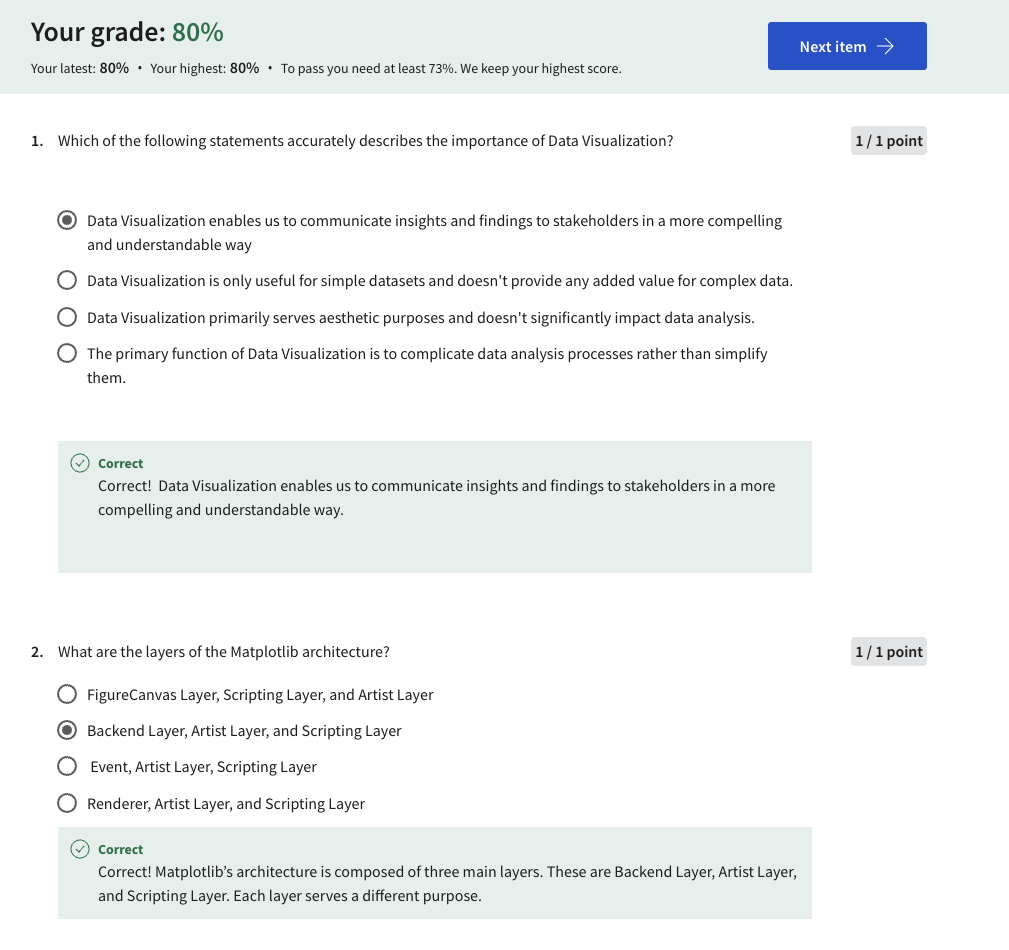 Your grade: 80%
Next item
Your latest: 80% • Your highest: 80% • To pass you need at least 73%. We keep your highest score.
1. Which of the following statements accurately describes the importance of Data Visualization?
1 / 1 point
Data Visualization enables us to communicate insights and findings to stakeholders in a more compelling
and understandable way
Data Visualization is only useful for simple datasets and doesn't provide any added value for complex data.
Data Visualization primarily serves aesthetic purposes and doesn't significantly impact data analysis.
The primary function of Data Visualization is to complicate data analysis processes rather than simplify
them.
Correct
Correct!  Data Visualization enables us to communicate insights and findings to stakeholders in a more
compelling and understandable way.
2. What are the layers of the Matplotlib architecture?
1 / 1 point
FigureCanvas Layer, Scripting Layer, and Artist Layer
Backend Layer, Artist Layer, and Scripting Layer
Event, Artist Layer, Scripting Layer
Renderer, Artist Layer, and Scripting Layer
Correct
Correct! Matplotlib’s architecture is composed of three main layers. These are Backend Layer, Artist Layer,
and Scripting Layer. Each layer serves a different purpose.